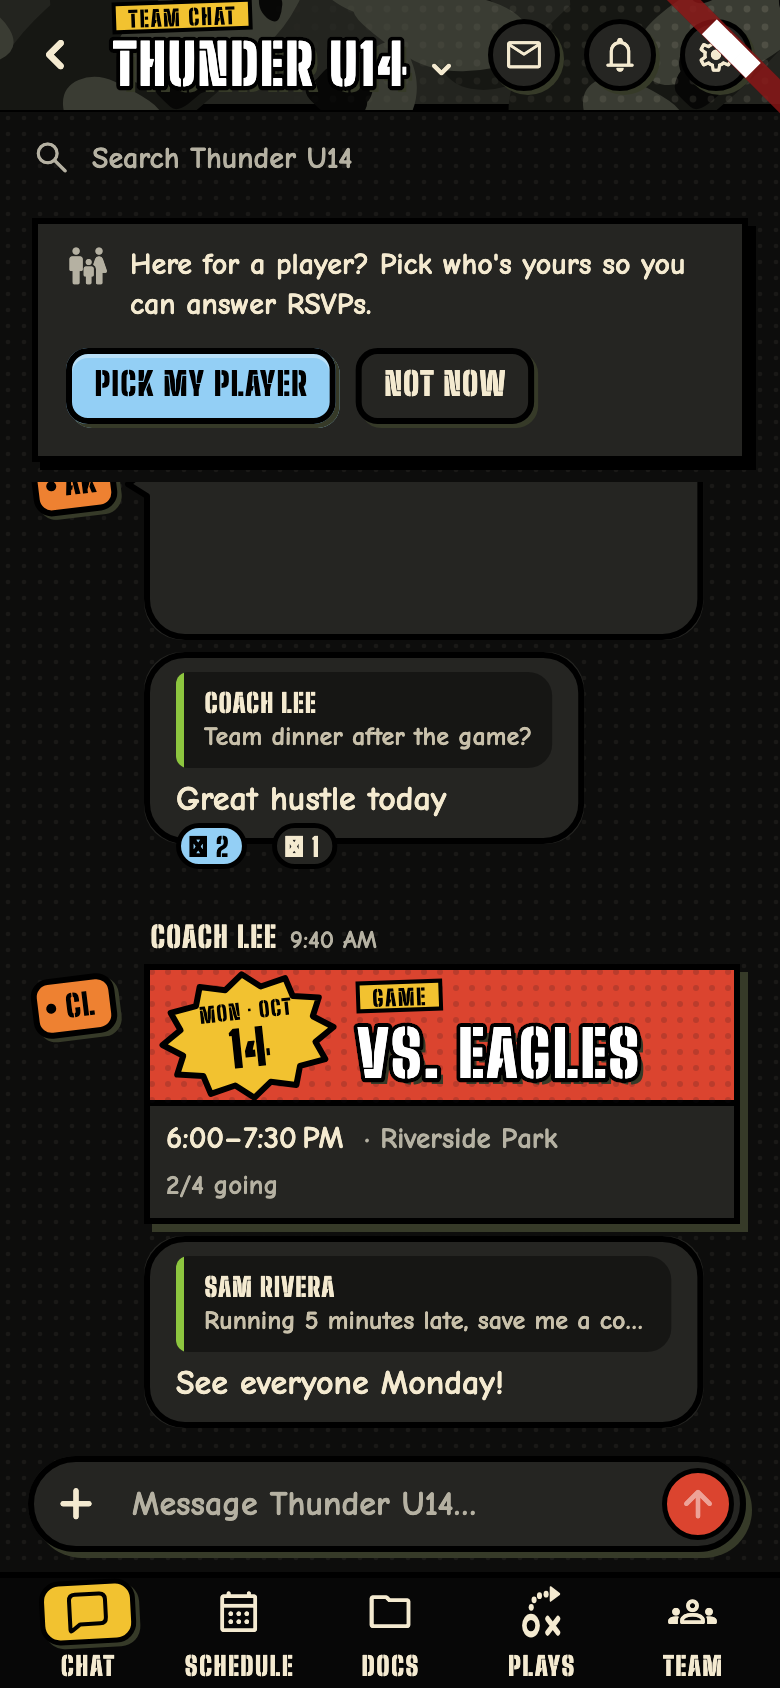 TEAM CHAT
THUNDER U14
Search Thunder U14
Here for a player? Pick who's yours so you
can answer RSVPs.
PICK MY PLAYER
NOT NOW
AK
COACH LEE
Team dinner after the game?
Great hustle today
2
1
COACH LEE 9:40 AM
CL
MON · OCT
14
GAME
VS. EAGLES
6:00–7:30 PM · Riverside Park
2/4 going
SAM RIVERA
Running 5 minutes late, save me a co...
See everyone Monday!
Message Thunder U14...
CHAT
SCHEDULE
DOCS
PLAYS
TEAM